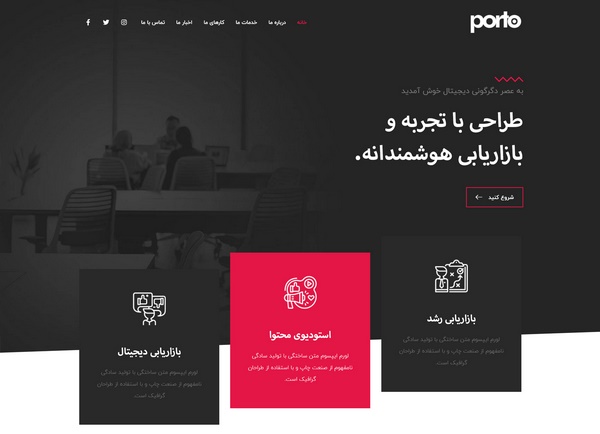 porto
خانه درباره ما خدمات ما کارهای ما اخبار ما تماس با ما
به عصر دگرگونی دیجیتال خوش آمدید
طراحی با تجربه و
بازاریابی هوشمندانه.
شروع کنید
بازاریابی رشد
لورم ایپسوم متن ساختگی با تولید سادگی
نامفهوم از صنعت چاپ و با استفاده از طراحان
گرافیک است.
استودیوی محتوا
لورم ایپسوم متن ساختگی با تولید سادگی
نامفهوم از صنعت چاپ و با استفاده از طراحان
گرافیک است.
بازاریابی دیجیتال
لورم ایپسوم متن ساختگی با تولید سادگی
نامفهوم از صنعت چاپ و با استفاده از طراحان
گرافیک است.